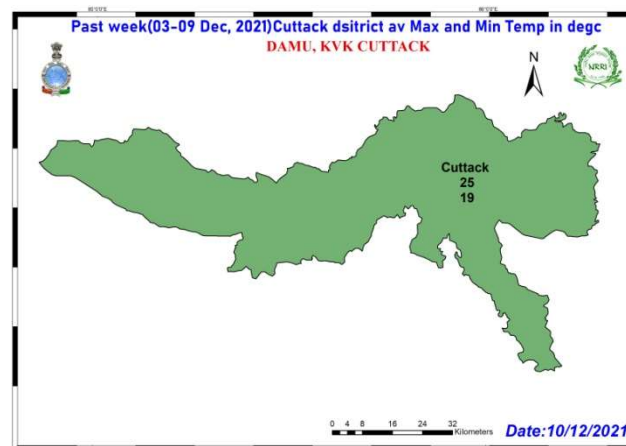 Past week(03-09 Dec, 2021)Cuttack dsitrict av Max and Min Temp in degc
DAMU, KVK CUTTACK
N
NRRI
Cuttack
25
19
0 4 8 16 24 32
Kilometers
Date:10/12/2021